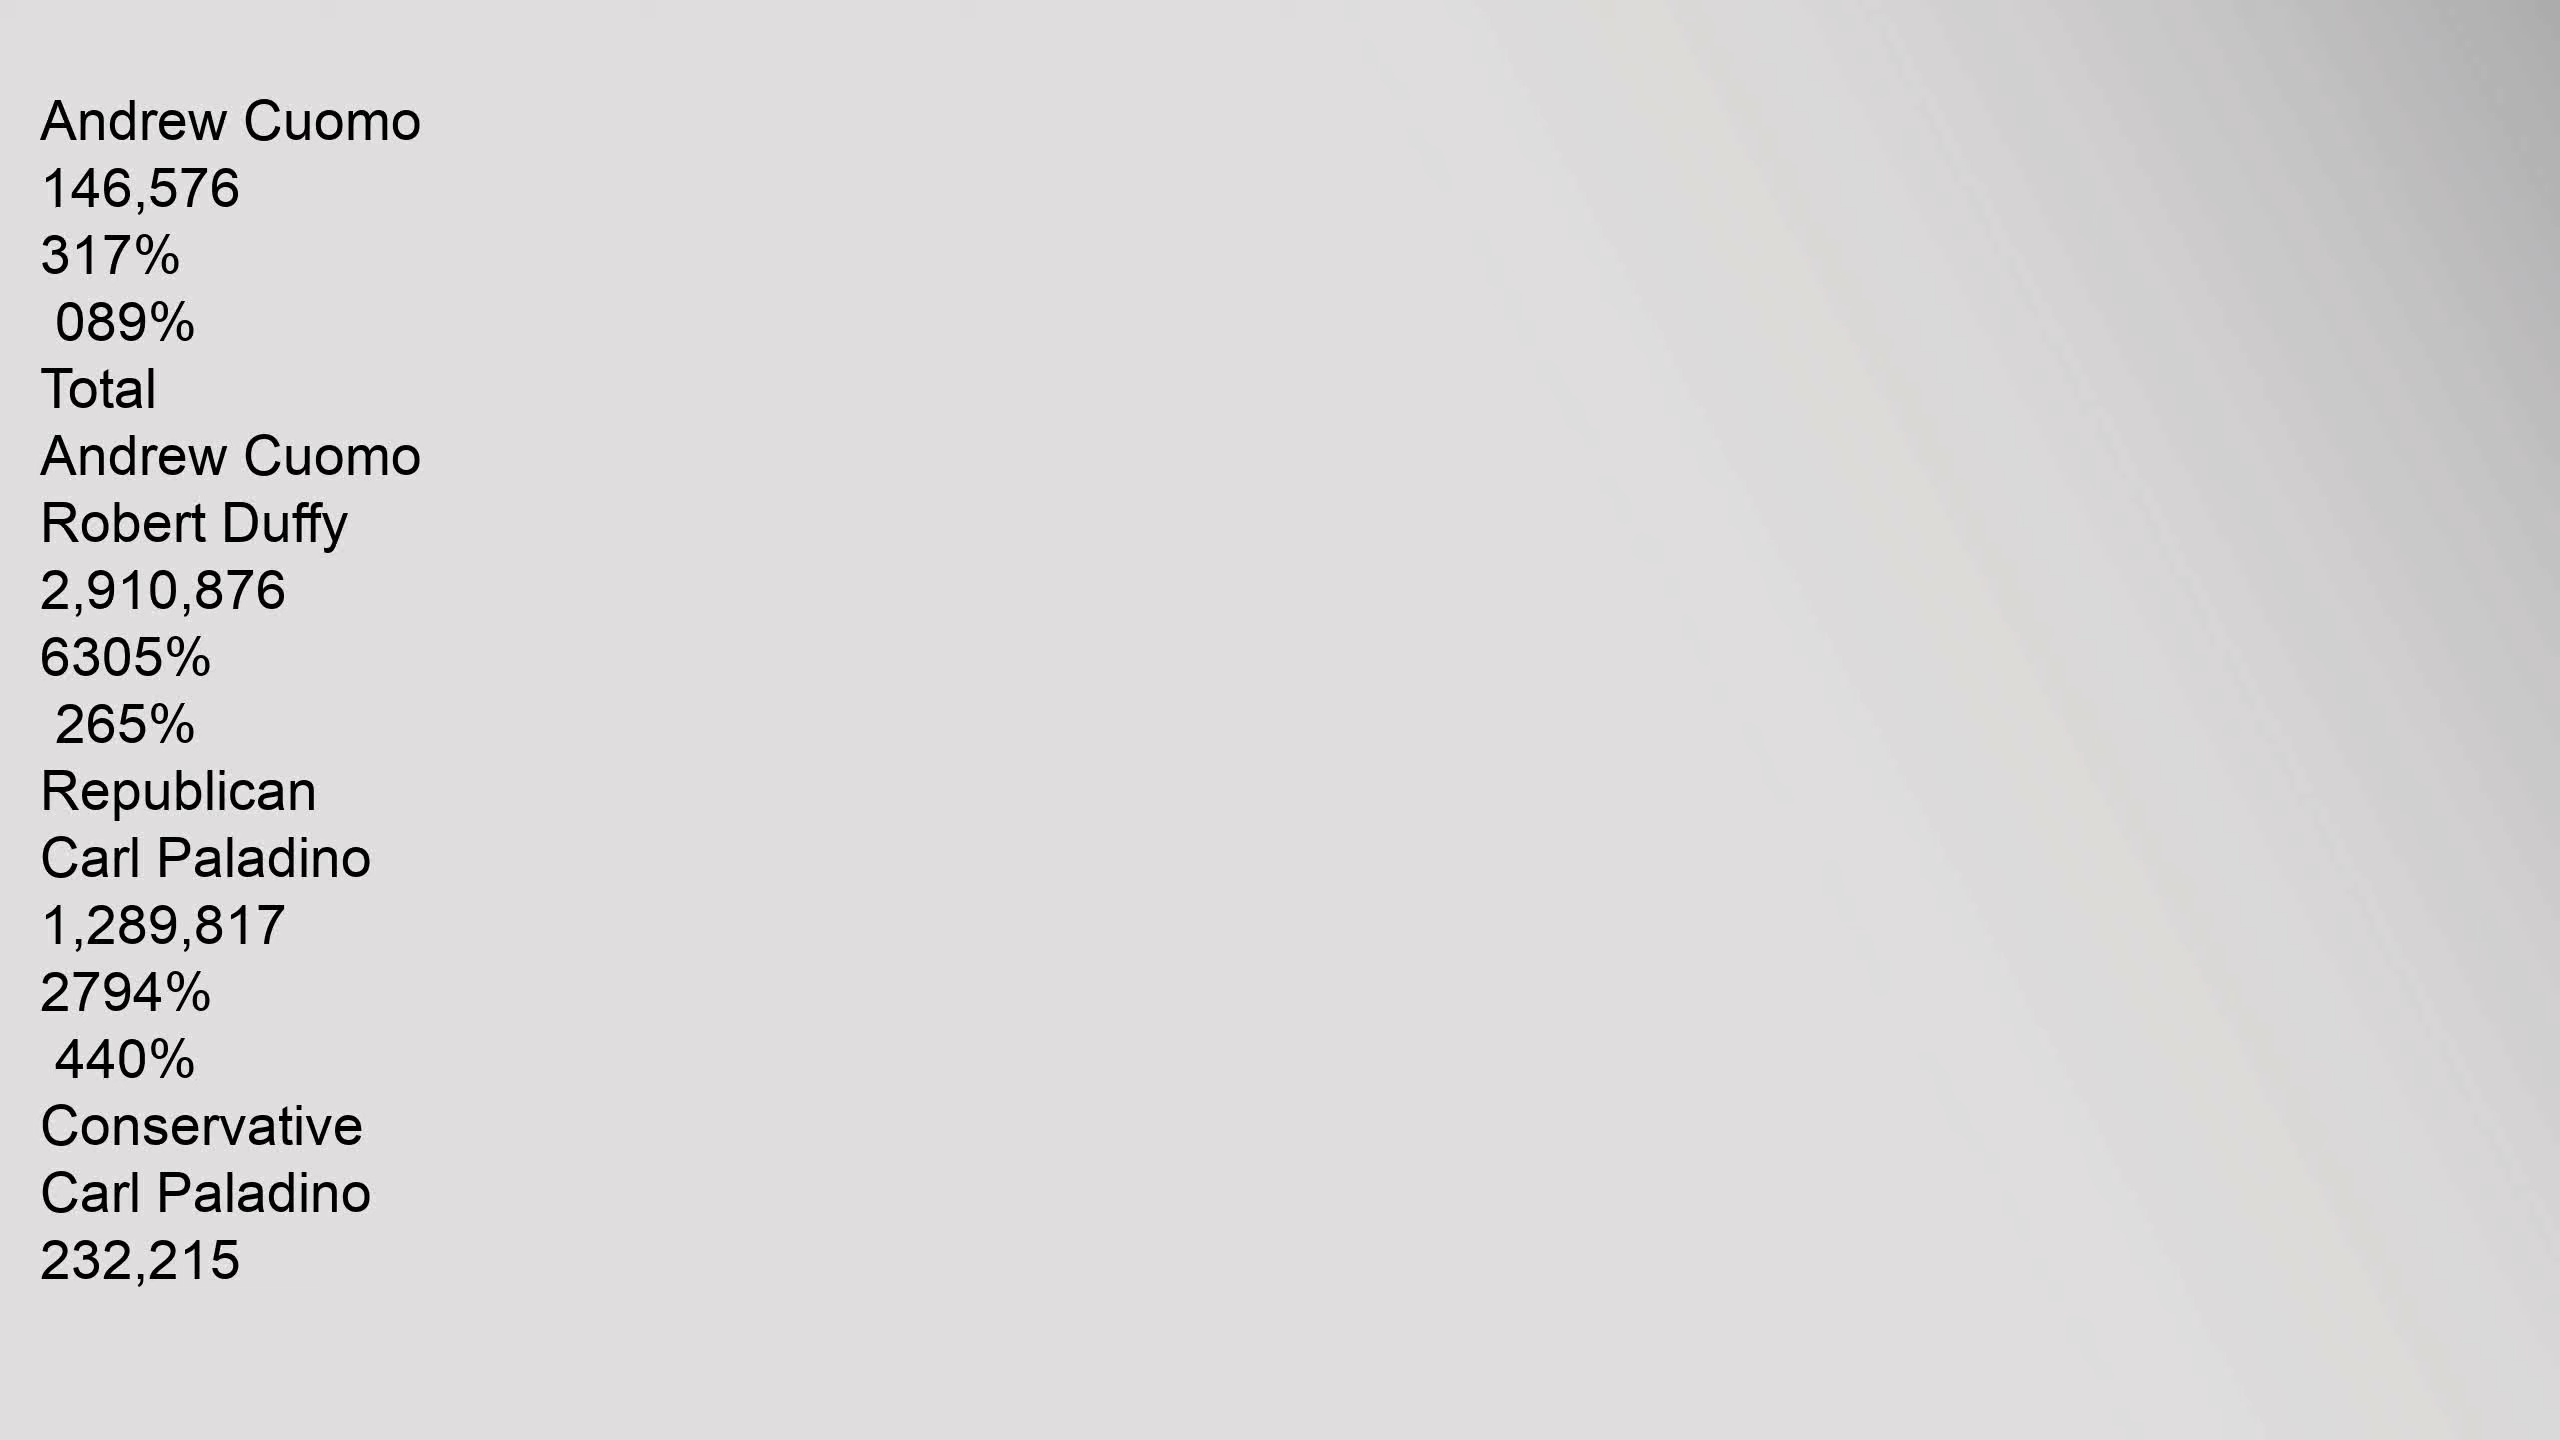 Andrew Cuomo
146,576
317%
089%
Total
Andrew Cuomo
Robert Duffy
2,910,876
6305%
265%
Republican
Carl Paladino
1,289,817
2794%
440%
Conservative
Carl Paladino
232,215